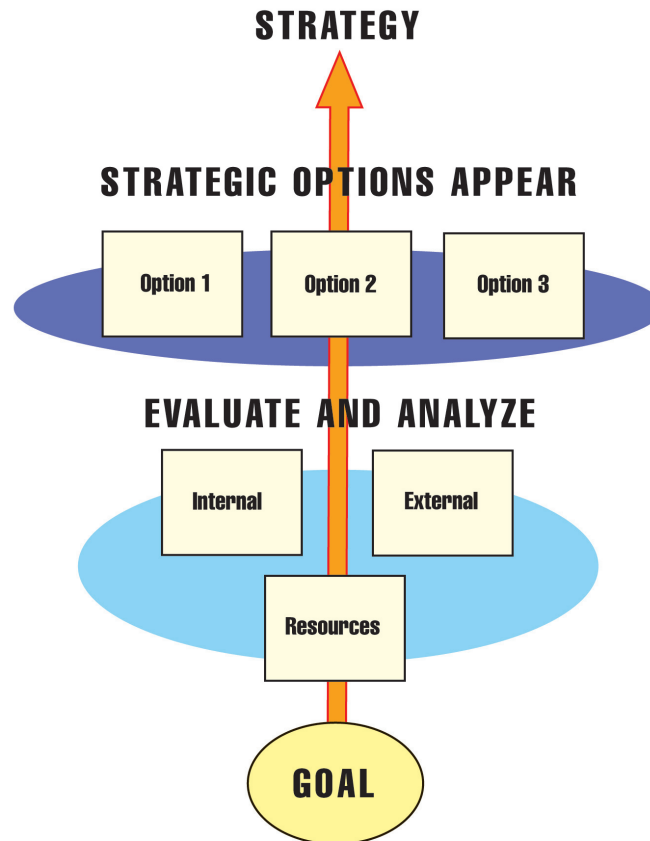 STRATEGY
STRATEGIC OPTIONS APPEAR
Option 1
Option 2
Option 3
EVALUATE AND ANALYZE
Internal
External
Resources
GOAL